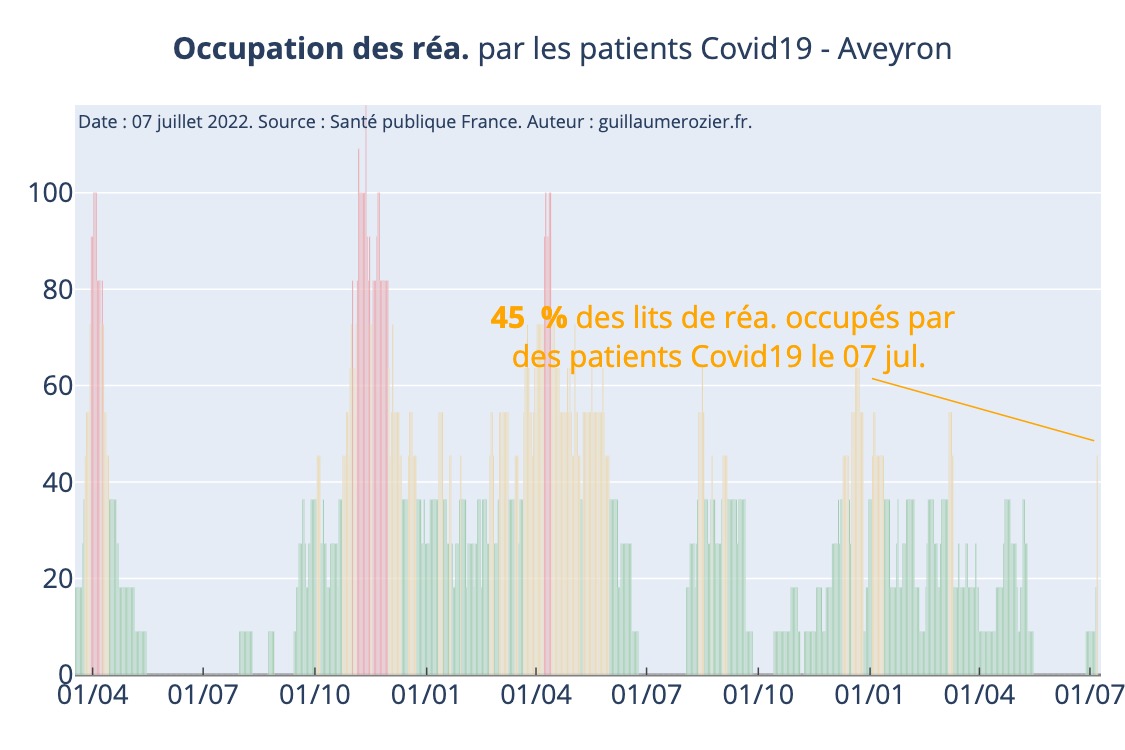 Occupation des réa. par les patients Covid19 - Aveyron
Date : 07 juillet 2022. Source : Santé publique France. Auteur : guillaumerozier.fr.
100
80
45 % des lits de réa. occupés par
des patients Covid19 le 07 jul.
60
40
20
0
01/04 01/07 01/10 01/01 01/04 01/07 01/10 01/01 01/04 01/07